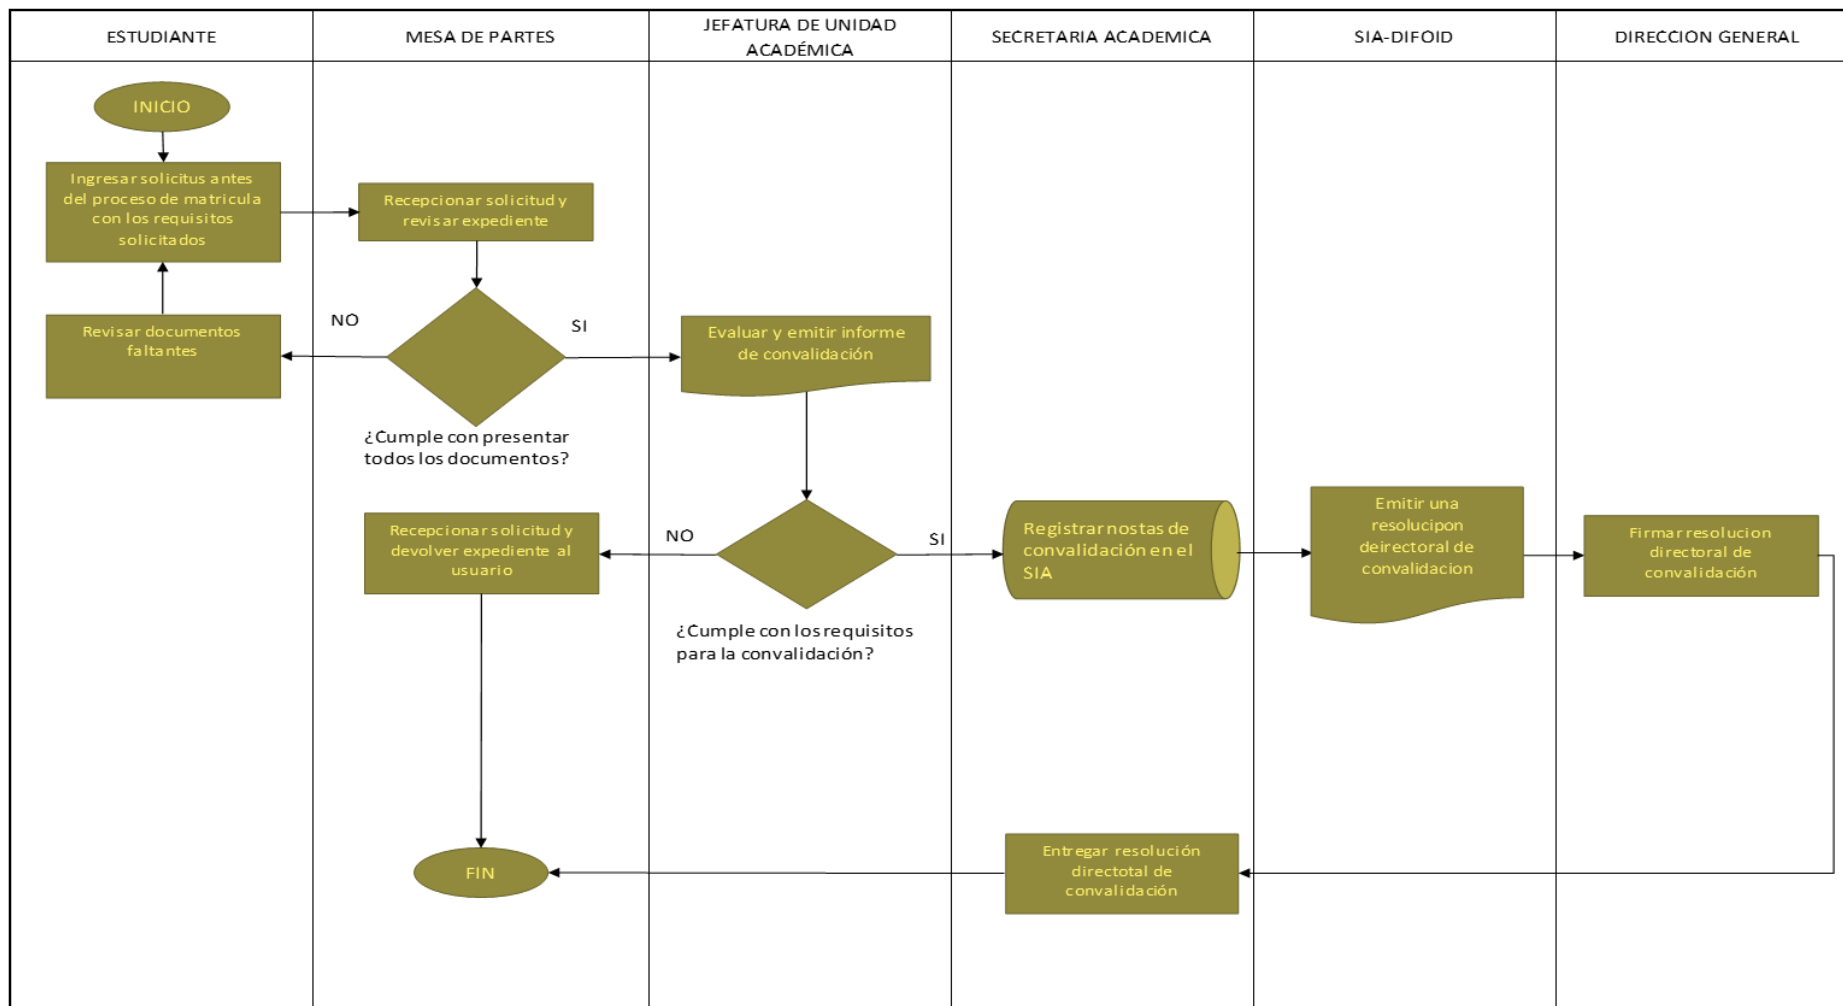 ESTUDIANTE
MESA DE PARTES
JEFATURA DE UNIDAD
ACADÉMICA
SECRETARIA ACADEMICA
SIA-DIFOID
DIRECCION GENERAL
INICIO
Ingresar solicitus antes
del proceso de matricula
con los requisitos
solicitados
Recepcionar solicitud y
revisar expediente
Revisar documentos
faltantes
NO
SI
Evaluar y emitir informe
de convalidación
¿Cumple con presentar
todos los documentos?
Recepcionar solicitud y
devolver expediente al
usuario
NO
SI
¿Cumple con los requisitos
para la convalidación?
Registrar nostas de
convalidación en el
SIA
Emitir una
resolucipon
deirectoral de
convalidacion
Firmar resolucion
directoral de
convalidación
FIN
Entregar resolución
directotal de
convalidación